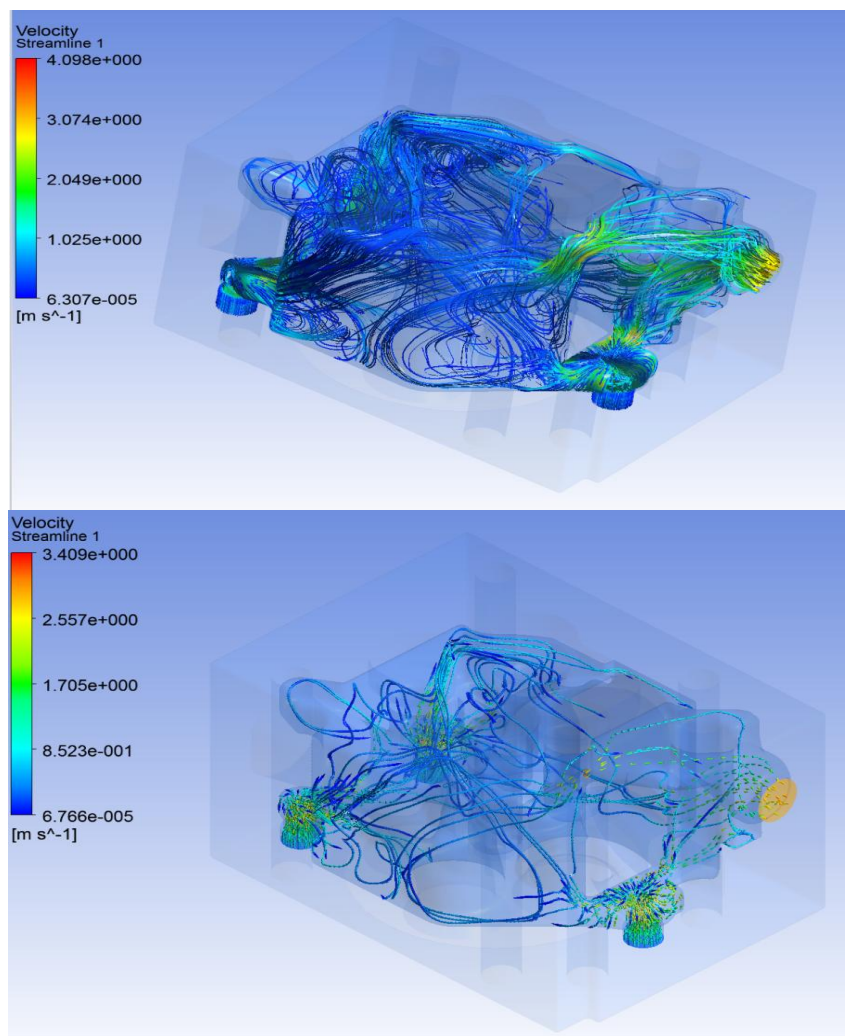 Velocity
Streamline 1
4.098e+000
3.074e+000
2.049e+000
1.025e+000
6.307e-005
[m s^-1]
Velocity
Streamline 1
3.409e+000
2.557e+000
1.705e+000
8.523e-001
6.766e-005
[m s^-1]